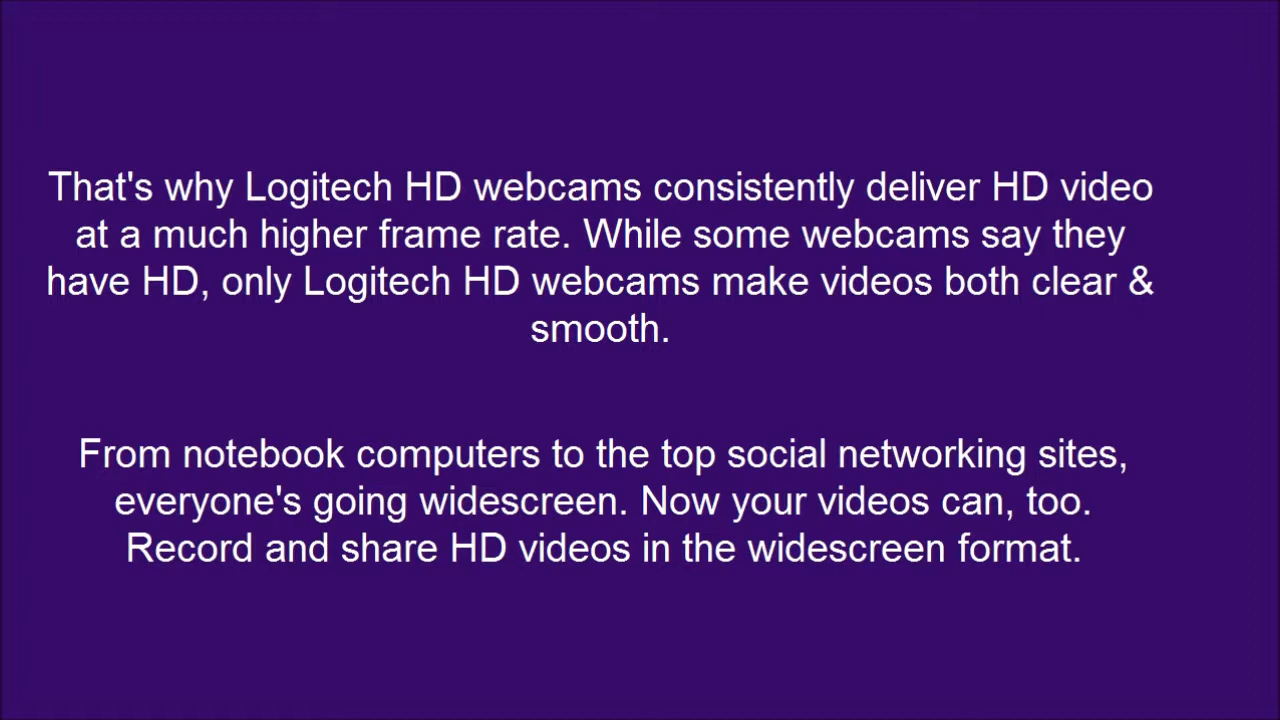 That's why Logitech HD webcams consistently deliver HD video
at a much higher frame rate. While some webcams say they
have HD, only Logitech HD webcams make videos both clear &
smooth.
From notebook computers to the top social networking sites,
everyone's going widescreen. Now your videos can, too.
Record and share HD videos in the widescreen format.